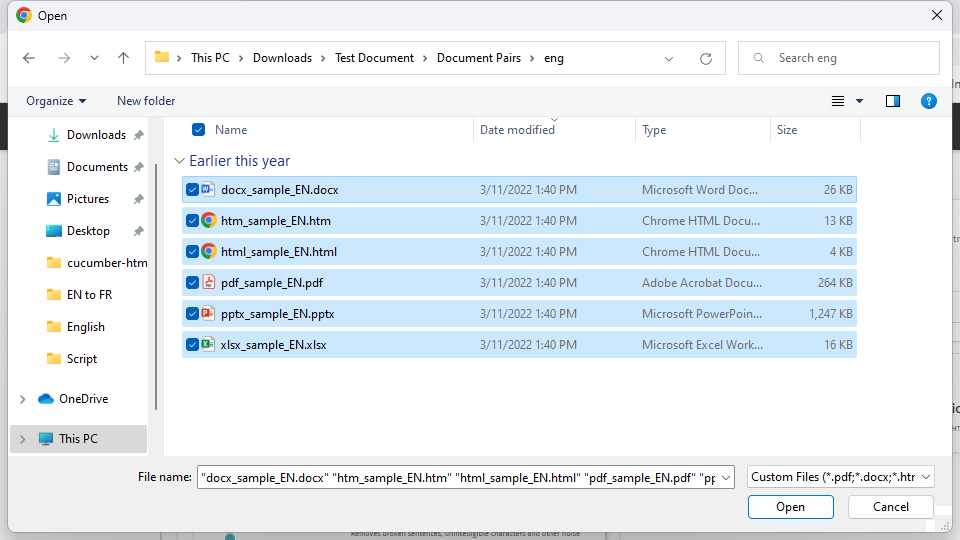 Open
This PC > Downloads > Test Document > Document Pairs > eng
Search eng
Organize
New folder
Name
Date modified
Type
Size
Downloads
Documents
Pictures
Desktop
cucumber-htm
EN to FR
English
Script
OneDrive
This PC
Earlier this year
docx_sample_EN.docx 3/11/2022 1:40 PM Microsoft Word Doc... 26 KB
htm_sample_EN.htm 3/11/2022 1:40 PM Chrome HTML Docu... 13 KB
html_sample_EN.html 3/11/2022 1:40 PM Chrome HTML Docu... 4 KB
pdf_sample_EN.pdf 3/11/2022 1:40 PM Adobe Acrobat Docu... 264 KB
pptx_sample_EN.pptx 3/11/2022 1:40 PM Microsoft PowerPoin... 1,247 KB
xlsx_sample_EN.xlsx 3/11/2022 1:40 PM Microsoft Excel Work... 16 KB
File name: "docx_sample_EN.docx" "htm_sample_EN.htm" "html_sample_EN.html" "pdf_sample_EN.pdf" "pp
Custom Files (*.pdf;*.docx;*.htr
Open
Cancel
Removes broken sentences, unintelligible characters and other noise